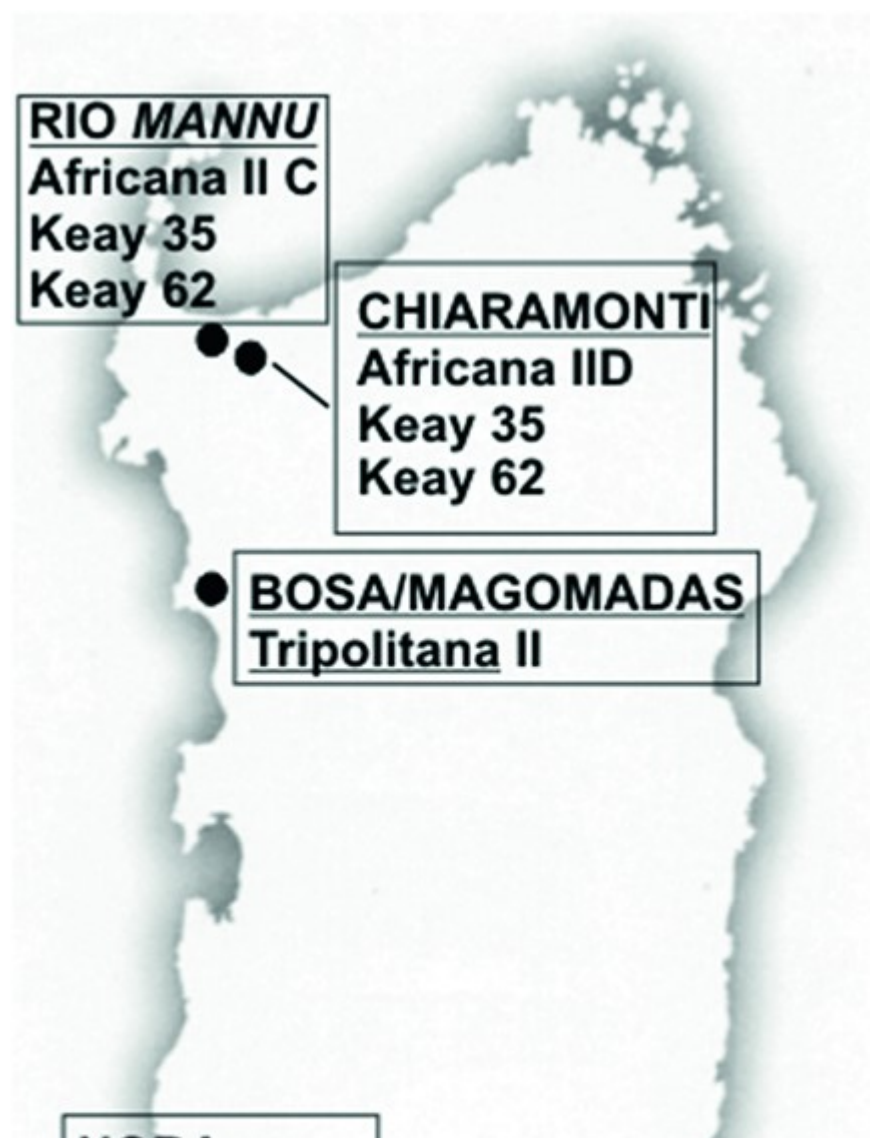 RIO MANNU
Africana II C
Keay 35
Keay 62
CHIARAMONTI
Africana IID
Keay 35
Keay 62
BOSA/MAGOMADAS
Tripolitana II